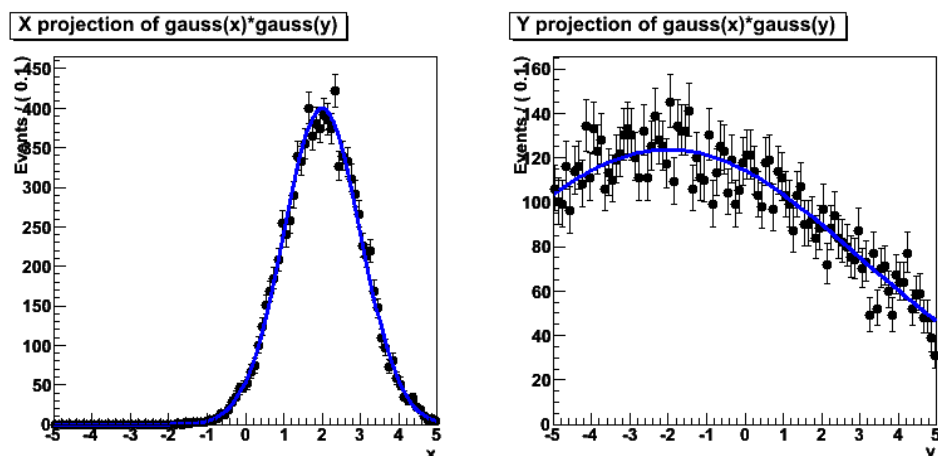 X projection of gauss(x)*gauss(y)
Events / ( 0.1 )
450
400
350
300
250
200
150
100
50
0
-5 -4 -3 -2 -1 0 1 2 3 4 5
x
Y projection of gauss(x)*gauss(y)
Events / ( 0.1 )
160
140
120
100
80
60
40
20
0
-5 -4 -3 -2 -1 0 1 2 3 4 5
y